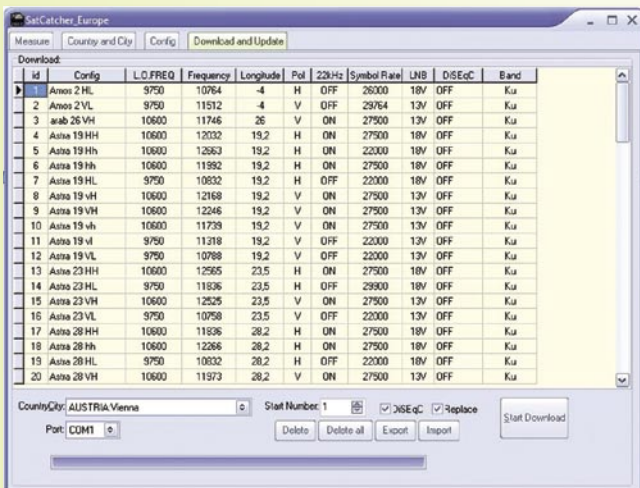 SatCatcher_Europe
Measure Country and City Config Download and Update
Download:
id Config L.O.FREQ Frequency Longitude Pol 22kHz Symbol Rate LNB DiSEqC Band
1 Amos 2 HL 9750 10764 -4 H OFF 26000 18V OFF Ku
2 Amos 2 VL 9750 11512 -4 V OFF 29764 13V OFF Ku
3 arab 26 VH 10600 11746 26 V ON 27500 13V OFF Ku
4 Astra 19 HH 10600 12032 19,2 H ON 27500 18V OFF Ku
5 Astra 19 Hh 10600 12663 19,2 H ON 22000 18V OFF Ku
6 Astra 19 hh 10600 11992 19,2 H ON 27500 18V OFF Ku
7 Astra 19 HL 9750 10832 19,2 H OFF 22000 18V OFF Ku
8 Astra 19 vH 10600 12168 19,2 V ON 27500 13V OFF Ku
9 Astra 19 VH 10600 12246 19,2 V ON 27500 13V OFF Ku
10 Astra 19 vh 10600 11739 19,2 V ON 27500 13V OFF Ku
11 Astra 19 vl 9750 11318 19,2 V OFF 22000 13V OFF Ku
12 Astra 19 VL 9750 10788 19,2 V OFF 22000 13V OFF Ku
13 Astra 23 HH 10600 12565 23,5 H ON 27500 18V OFF Ku
14 Astra 23 HL 9750 11836 23,5 H OFF 29900 18V OFF Ku
15 Astra 23 VH 10600 12525 23,5 V ON 27500 13V OFF Ku
16 Astra 23 VL 9750 10758 23,5 V OFF 22000 13V OFF Ku
17 Astra 28 HH 10600 11836 28,2 H ON 27500 18V OFF Ku
18 Astra 28 hh 10600 12266 28,2 H ON 27500 18V OFF Ku
19 Astra 28 HL 9750 10832 28,2 H OFF 22000 18V OFF Ku
20 Astra 28 VH 10600 11973 28,2 V ON 27500 13V OFF Ku
Country,City: AUSTRIA:Vienna Start Number: 1 DiSEqC Replace Start Download
Port: COM1 Delete Delete all Export Import